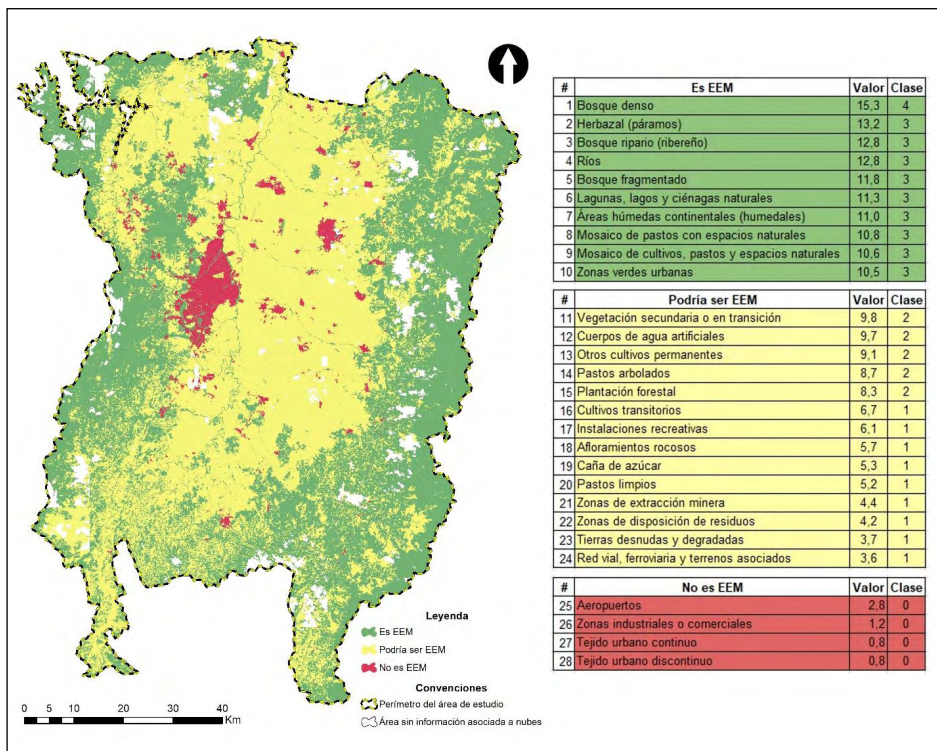 # Es EEM Valor Clase
1 Bosque denso 15,3 4
2 Herbazal (páramos) 13,2 3
3 Bosque ripario (ribereño) 12,8 3
4 Ríos 12,8 3
5 Bosque fragmentado 11,8 3
6 Lagunas, lagos y ciénagas naturales 11,3 3
7 Áreas húmedas continentales (humedales) 11,0 3
8 Mosaico de pastos con espacios naturales 10,8 3
9 Mosaico de cultivos, pastos y espacios naturales 10,6 3
10 Zonas verdes urbanas 10,5 3
# Podría ser EEM Valor Clase
11 Vegetación secundaria o en transición 9,8 2
12 Cuerpos de agua artificiales 9,7 2
13 Otros cultivos permanentes 9,1 2
14 Pastos arbolados 8,7 2
15 Plantación forestal 8,3 2
16 Cultivos transitorios 6,7 1
17 Instalaciones recreativas 6,1 1
18 Afloramientos rocosos 5,7 1
19 Caña de azúcar 5,3 1
20 Pastos limpios 5,2 1
21 Zonas de extracción minera 4,4 1
22 Zonas de disposición de residuos 4,2 1
23 Tierras desnudas y degradadas 3,7 1
24 Red vial, ferroviaria y terrenos asociados 3,6 1
# No es EEM Valor Clase
25 Aeropuertos 2,8 0
26 Zonas industriales o comerciales 1,2 0
27 Tejido urbano continuo 0,8 0
28 Tejido urbano discontinuo 0,8 0
Leyenda
Es EEM
Podría ser EEM
No es EEM
Convenciones
Perímetro del área de estudio
Área sin información asociada a nubes
0 5 10 20 30 40
Km